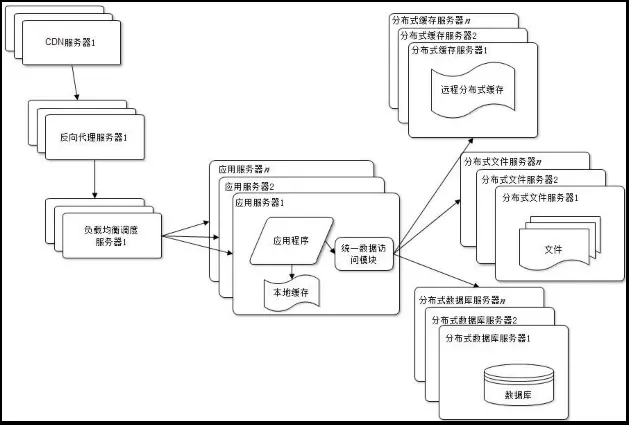 CDN服务器1
反向代理服务器1
负载均衡调度
服务器1
应用服务器n
应用服务器2
应用服务器1
应用程序
统一数据访
问模块
本地缓存
分布式缓存服务器n
分布式缓存服务器2
分布式缓存服务器1
远程分布式缓存
分布式文件服务器n
分布式文件服务器2
分布式文件服务器1
文件
分布式数据库服务器n
分布式数据库服务器2
分布式数据库服务器1
数据库